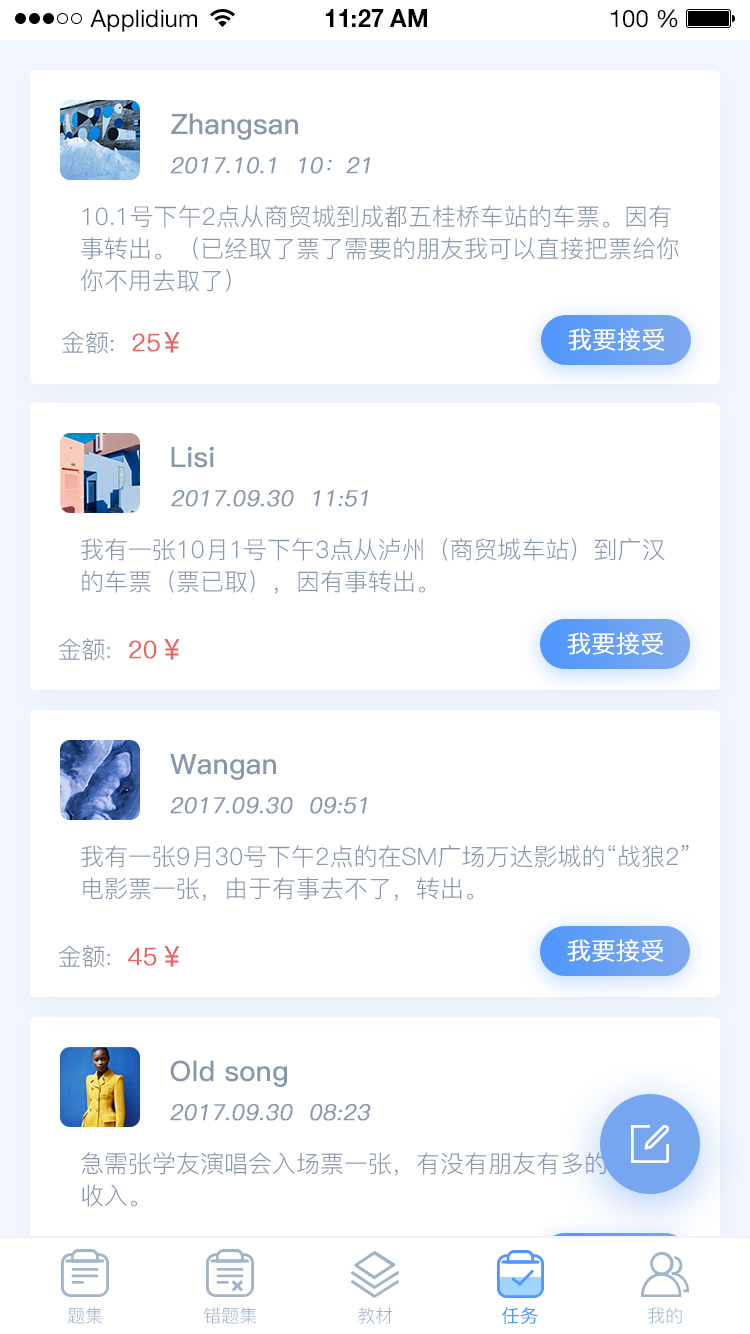 Applidium 11:27 AM 100 %
Zhangsan
2017.10.1 10：21
10.1号下午2点从商贸城到成都五桂桥车站的车票。因有
事转出。（已经取了票了需要的朋友我可以直接把票给你
你不用去取了）
金额: 25¥ 我要接受
Lisi
2017.09.30 11:51
我有一张10月1号下午3点从泸州（商贸城车站）到广汉
的车票（票已取），因有事转出。
金额: 20 ¥ 我要接受
Wangan
2017.09.30 09:51
我有一张9月30号下午2点的在SM广场万达影城的“战狼2”
电影票一张，由于有事去不了，转出。
金额: 45 ¥ 我要接受
Old song
2017.09.30 08:23
急需张学友演唱会入场票一张，有没有朋友有多的
收入。
题集 错题集 教材 任务 我的